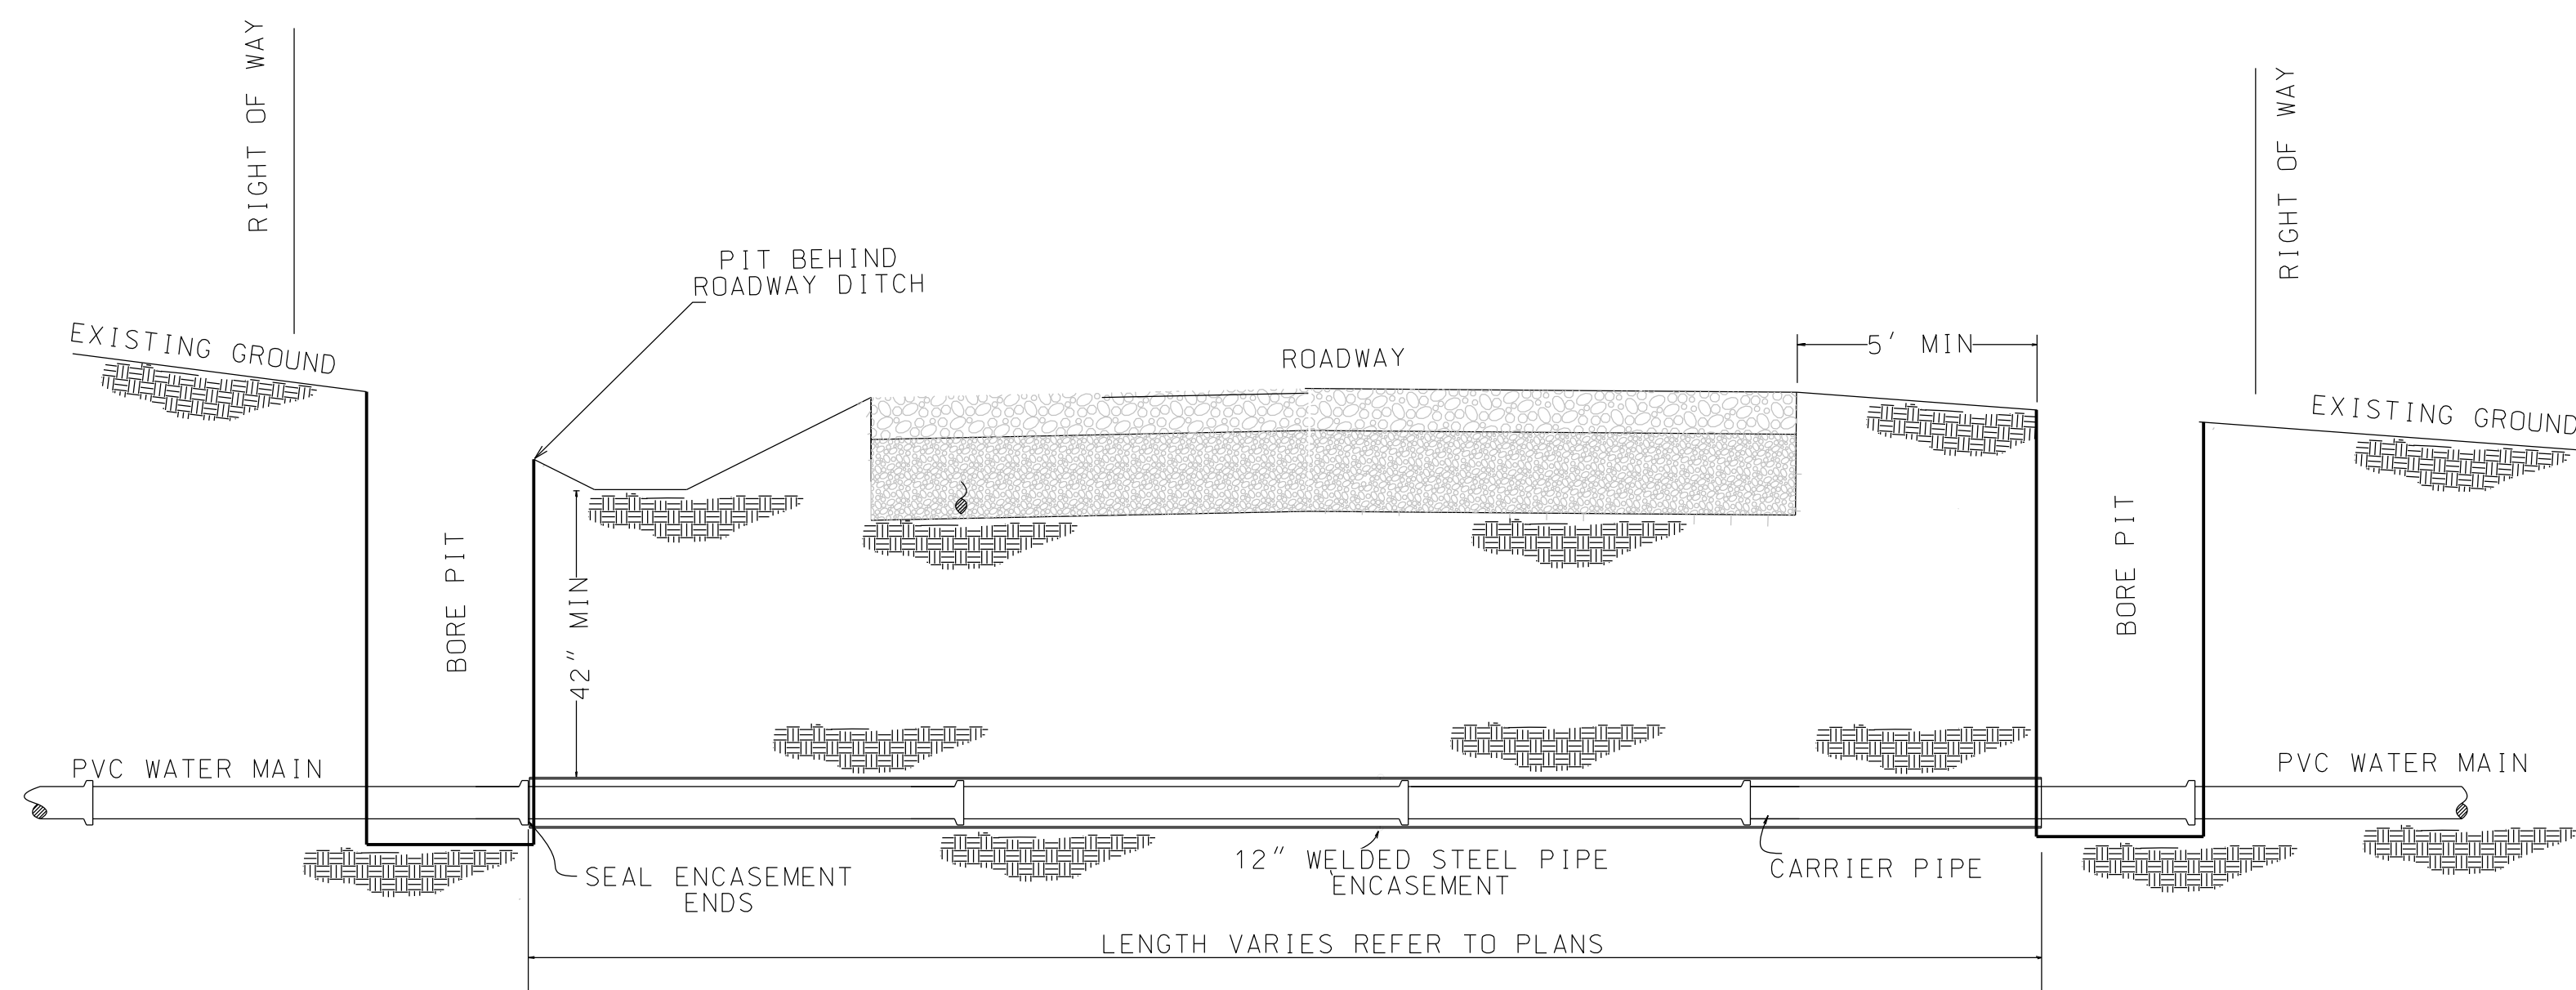 RIGHT OF WAY
RIGHT OF WAY
PIT BEHIND
ROADWAY DITCH
EXISTING GROUND
ROADWAY
5' MIN
EXISTING GROUND
BORE PIT
42" MIN
BORE PIT
PVC WATER MAIN
PVC WATER MAIN
SEAL ENCASEMENT
ENDS
12" WELDED STEEL PIPE
ENCASEMENT
CARRIER PIPE
LENGTH VARIES REFER TO PLANS